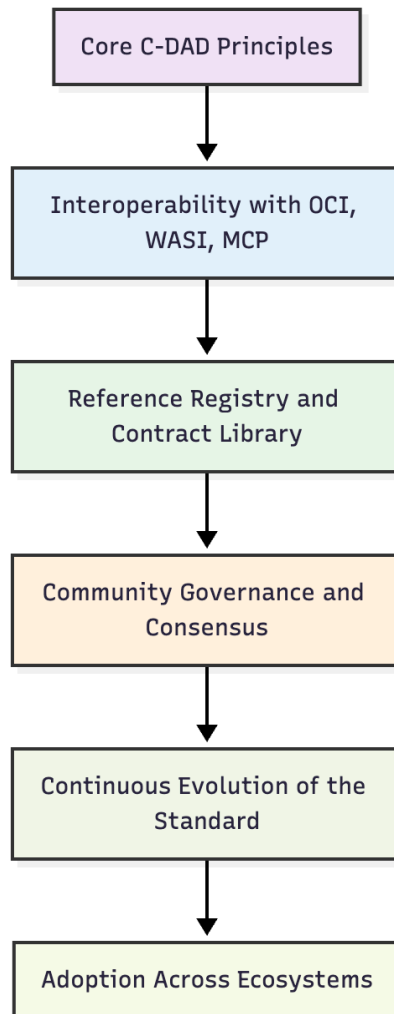 Core C-DAD Principles
Interoperability with OCI,
WASI, MCP
Reference Registry and
Contract Library
Community Governance and
Consensus
Continuous Evolution of the
Standard
Adoption Across Ecosystems